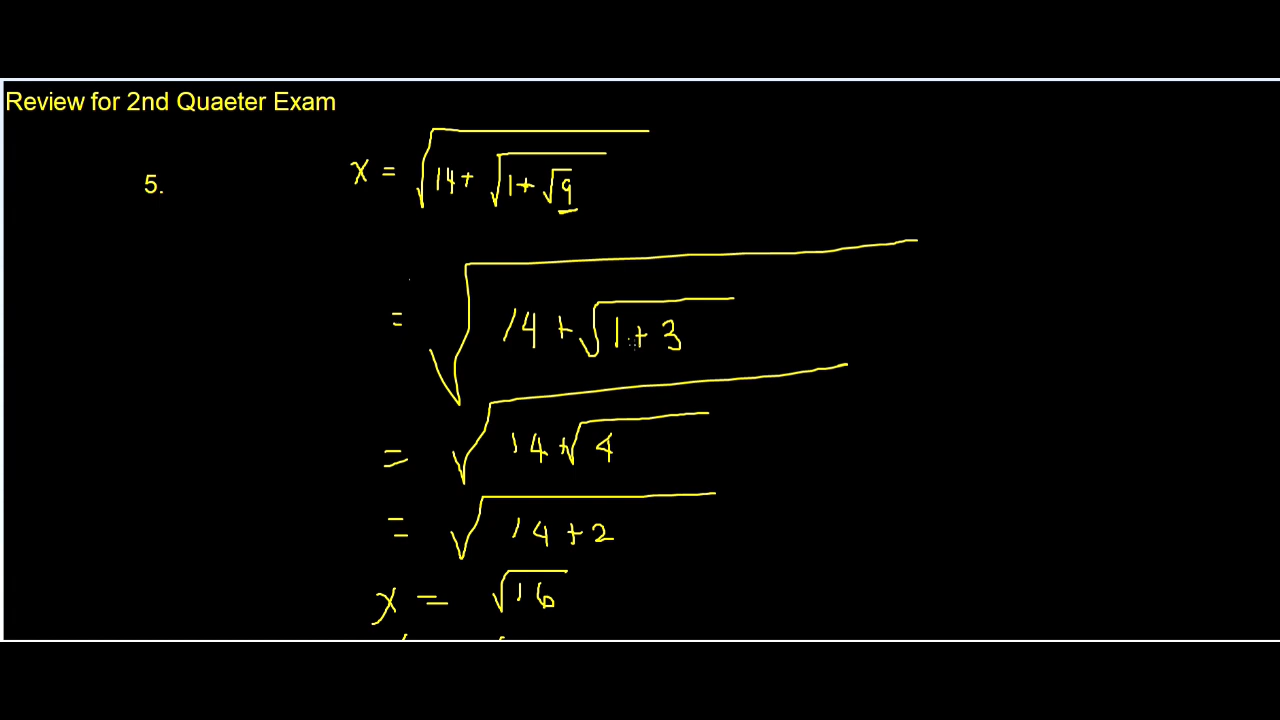 Review for 2nd Quaeter Exam
5.
x = √(14+√(1+√9))
= √(14+√(1+3))
= √(14+√4)
= √(14+2)
x = √16